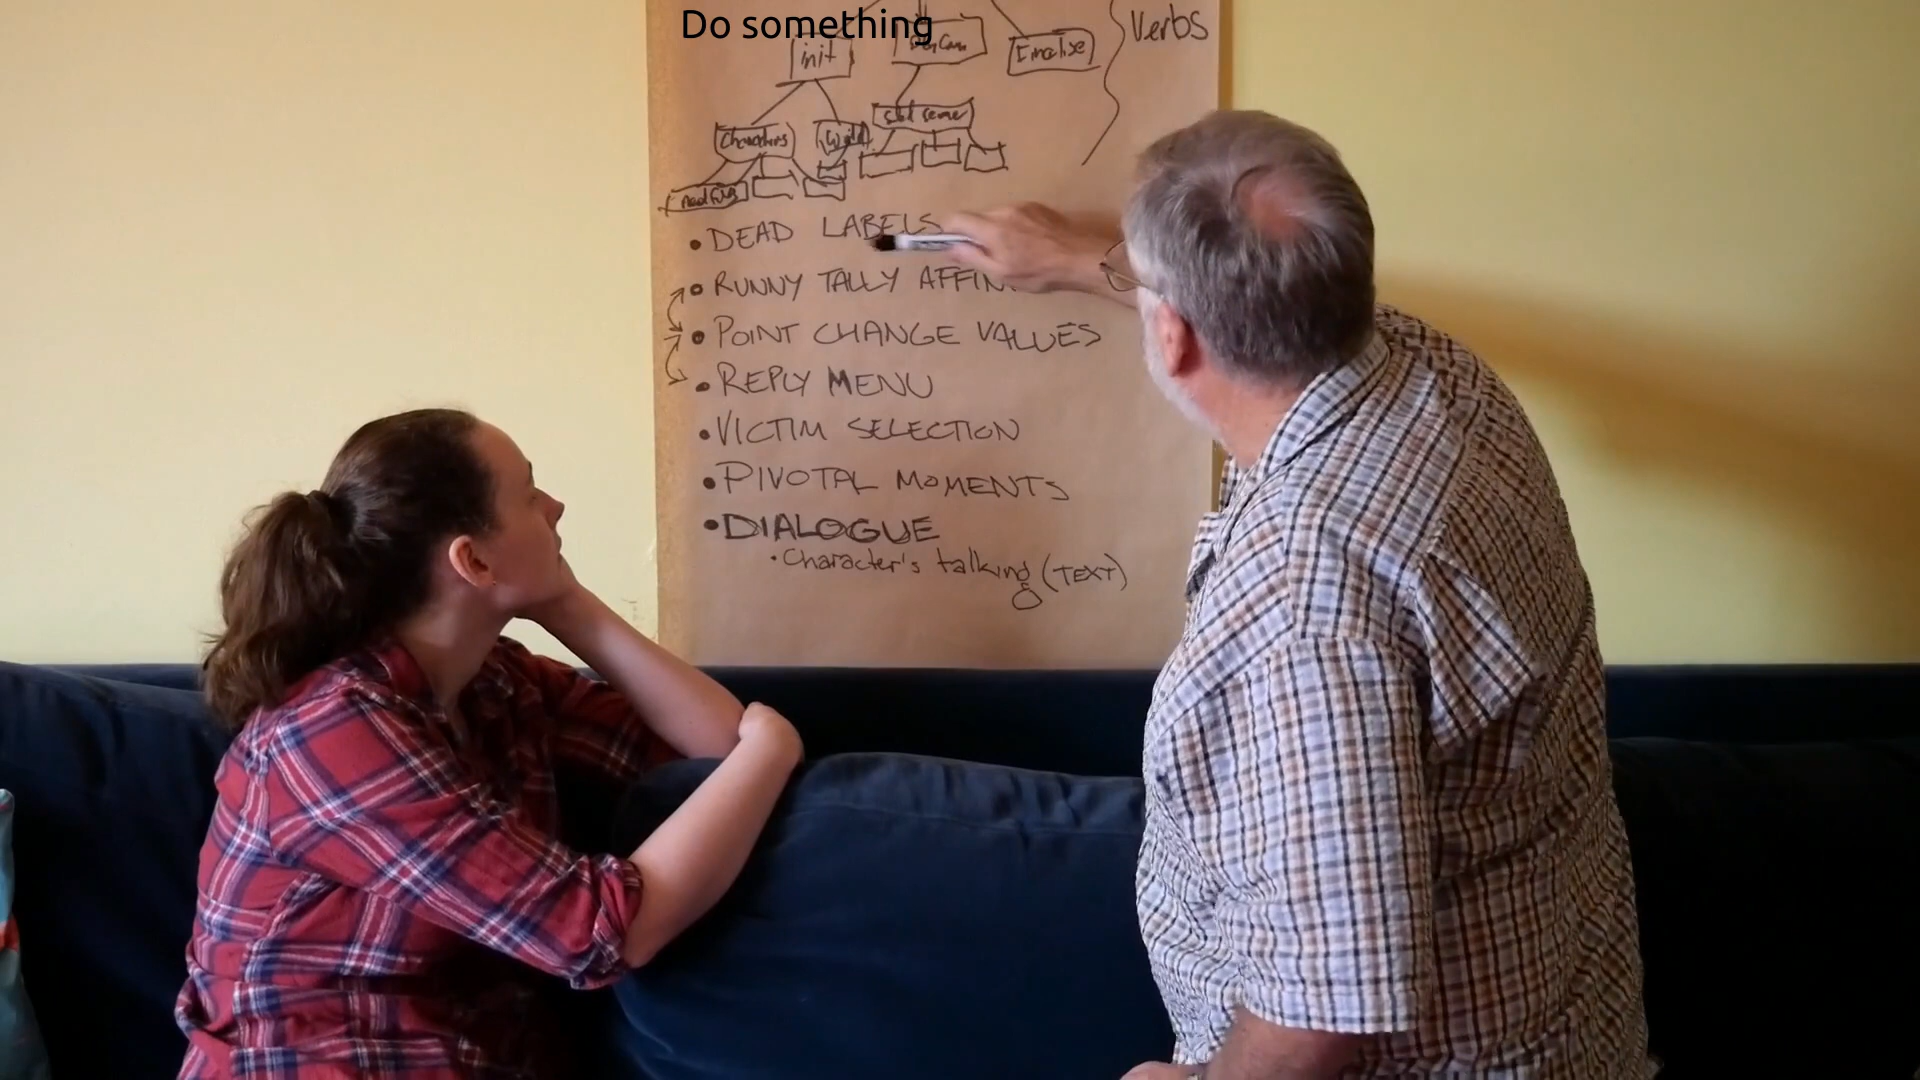 Do something
Verbs
init
Finalise
Characters
World
DEAD LABELS
RUNNY TALLY AFFIN
POINT CHANGE VALUES
REPLY MENU
VICTIM SELECTION
PIVOTAL MOMENTS
DIALOGUE
Character's talking (TEXT)